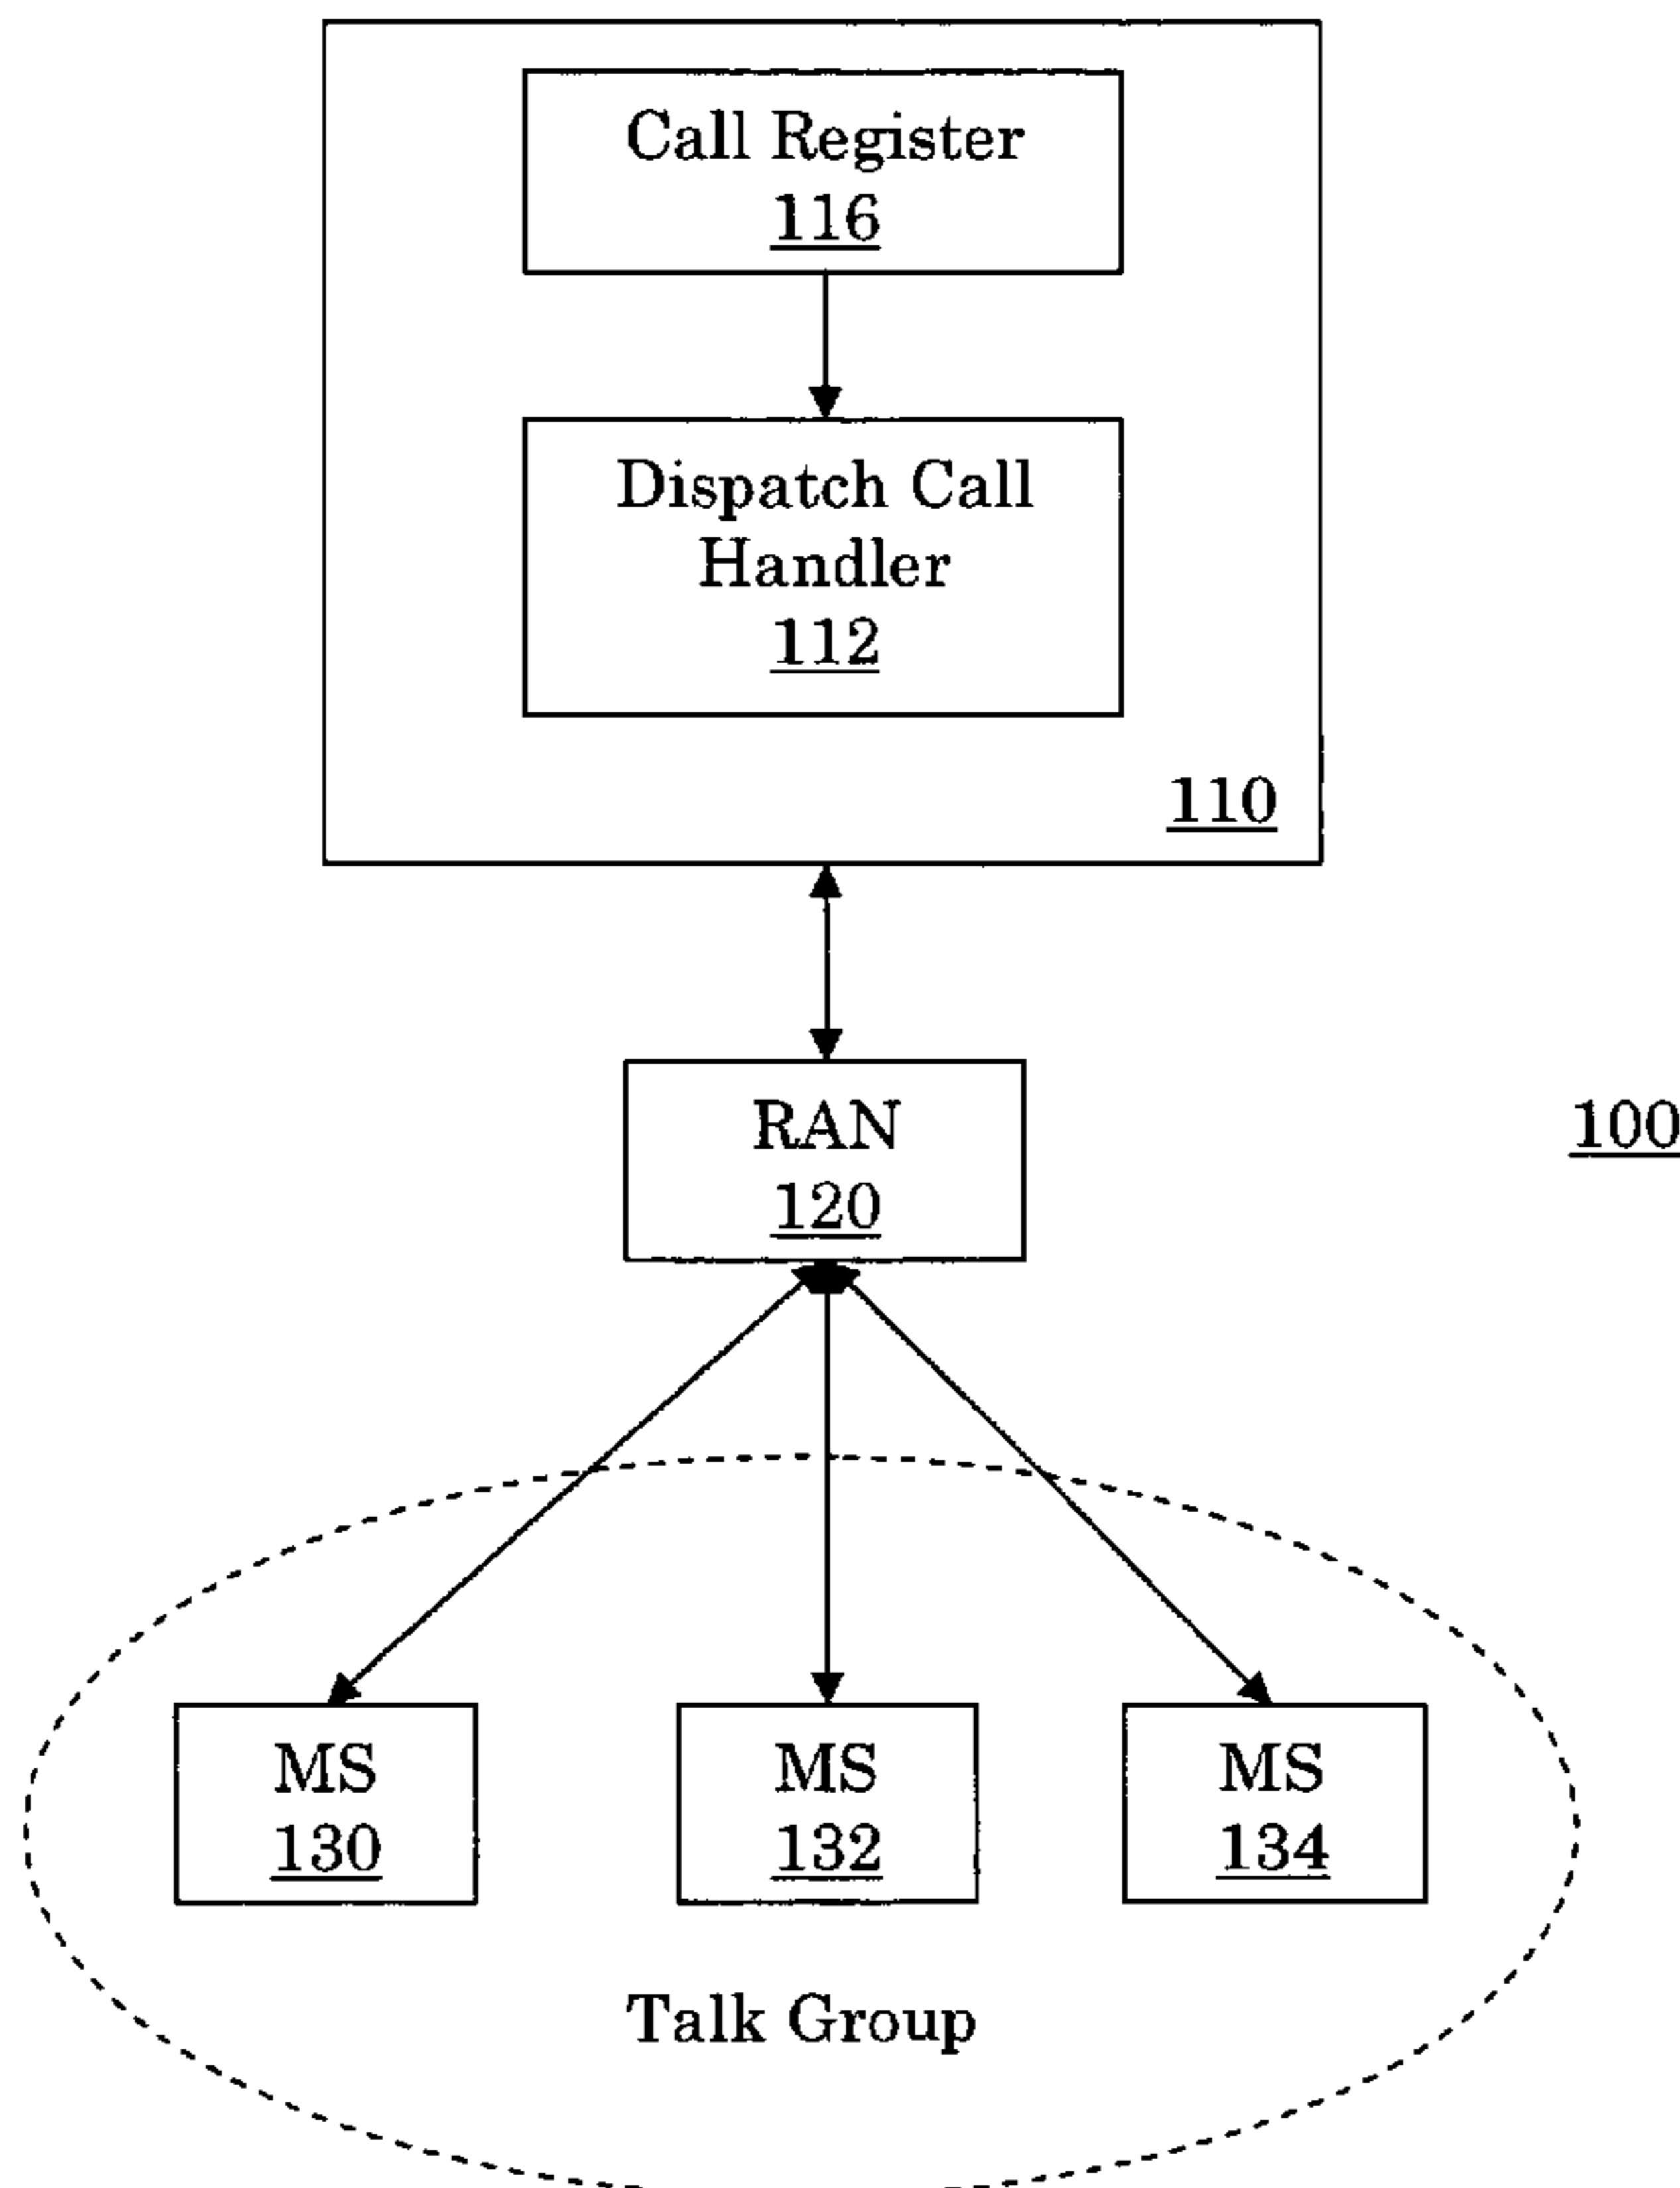 Call Register
116
Dispatch Call
Handler
112
110
RAN
120
100
MS
130
MS
132
MS
134
Talk Group